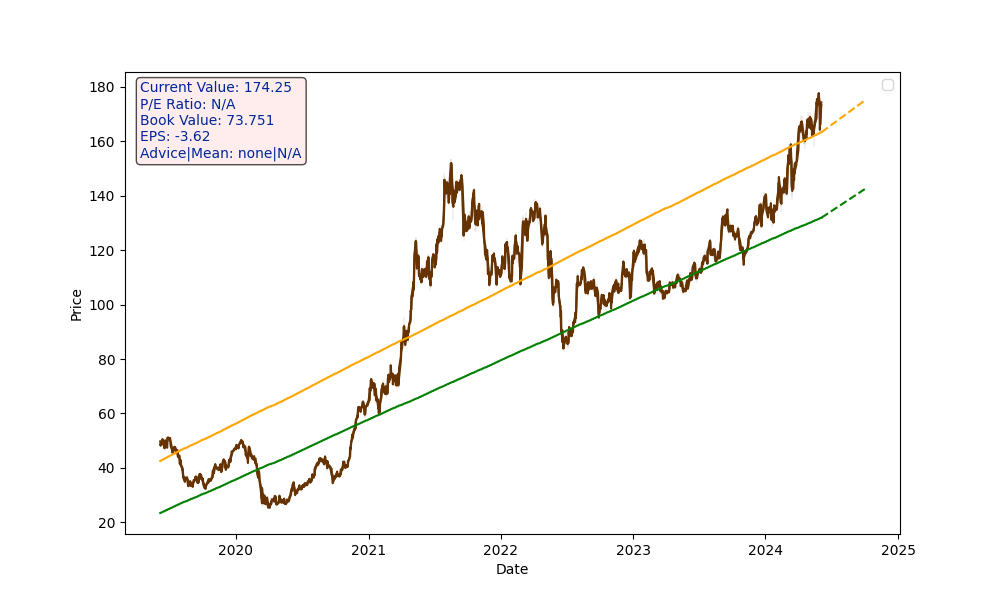 Current Value: 174.25
P/E Ratio: N/A
Book Value: 73.751
EPS: -3.62
Advice|Mean: none|N/A
180
160
140
120
100
80
60
40
20
Price
2020 2021 2022 2023 2024 2025
Date